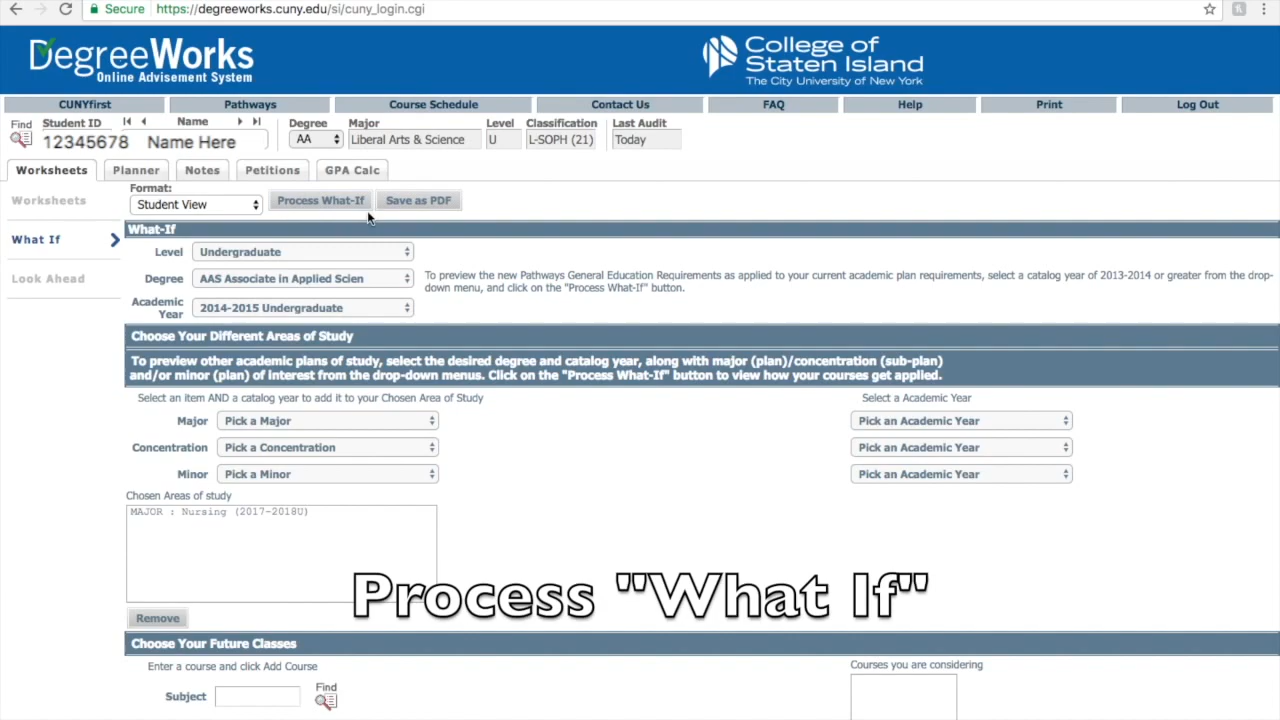 Secure https://degreeworks.cuny.edu/si/cuny_login.cgi
DegreeWorks
Online Advisement System
College of
Staten Island
The City University of New York
CUNYfirst Pathways Course Schedule Contact Us FAQ Help Print Log Out
Find Student ID Name Degree Major Level Classification Last Audit
12345678 Name Here AA Liberal Arts & Science U L-SOPH (21) Today
Worksheets Planner Notes Petitions GPA Calc
Format:
Worksheets Student View Process What-If Save as PDF
What-If
What If
Level Undergraduate
Look Ahead
Degree AAS Associate in Applied Scien
To preview the new Pathways General Education Requirements as applied to your current academic plan requirements, select a catalog year of 2013-2014 or greater from the drop-
down menu, and click on the "Process What-If" button.
Academic
Year 2014-2015 Undergraduate
Choose Your Different Areas of Study
To preview other academic plans of study, select the desired degree and catalog year, along with major (plan)/concentration (sub-plan)
and/or minor (plan) of interest from the drop-down menus. Click on the "Process What-If" button to view how your courses get applied.
Select an item AND a catalog year to add it to your Chosen Area of Study Select a Academic Year
Major Pick a Major Pick an Academic Year
Concentration Pick a Concentration Pick an Academic Year
Minor Pick a Minor Pick an Academic Year
Chosen Areas of study
MAJOR : Nursing (2017-2018U)
Process "What If"
Remove
Choose Your Future Classes
Enter a course and click Add Course Courses you are considering
Subject Find